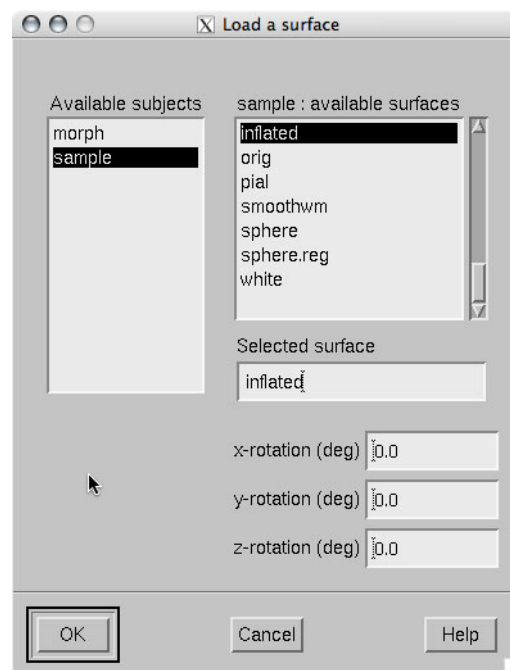 Load a surface
Available subjects
morph
sample
sample : available surfaces
inflated
orig
pial
smoothwm
sphere
sphere.reg
white
Selected surface
inflated
x-rotation (deg) 0.0
y-rotation (deg) 0.0
z-rotation (deg) 0.0
OK Cancel Help